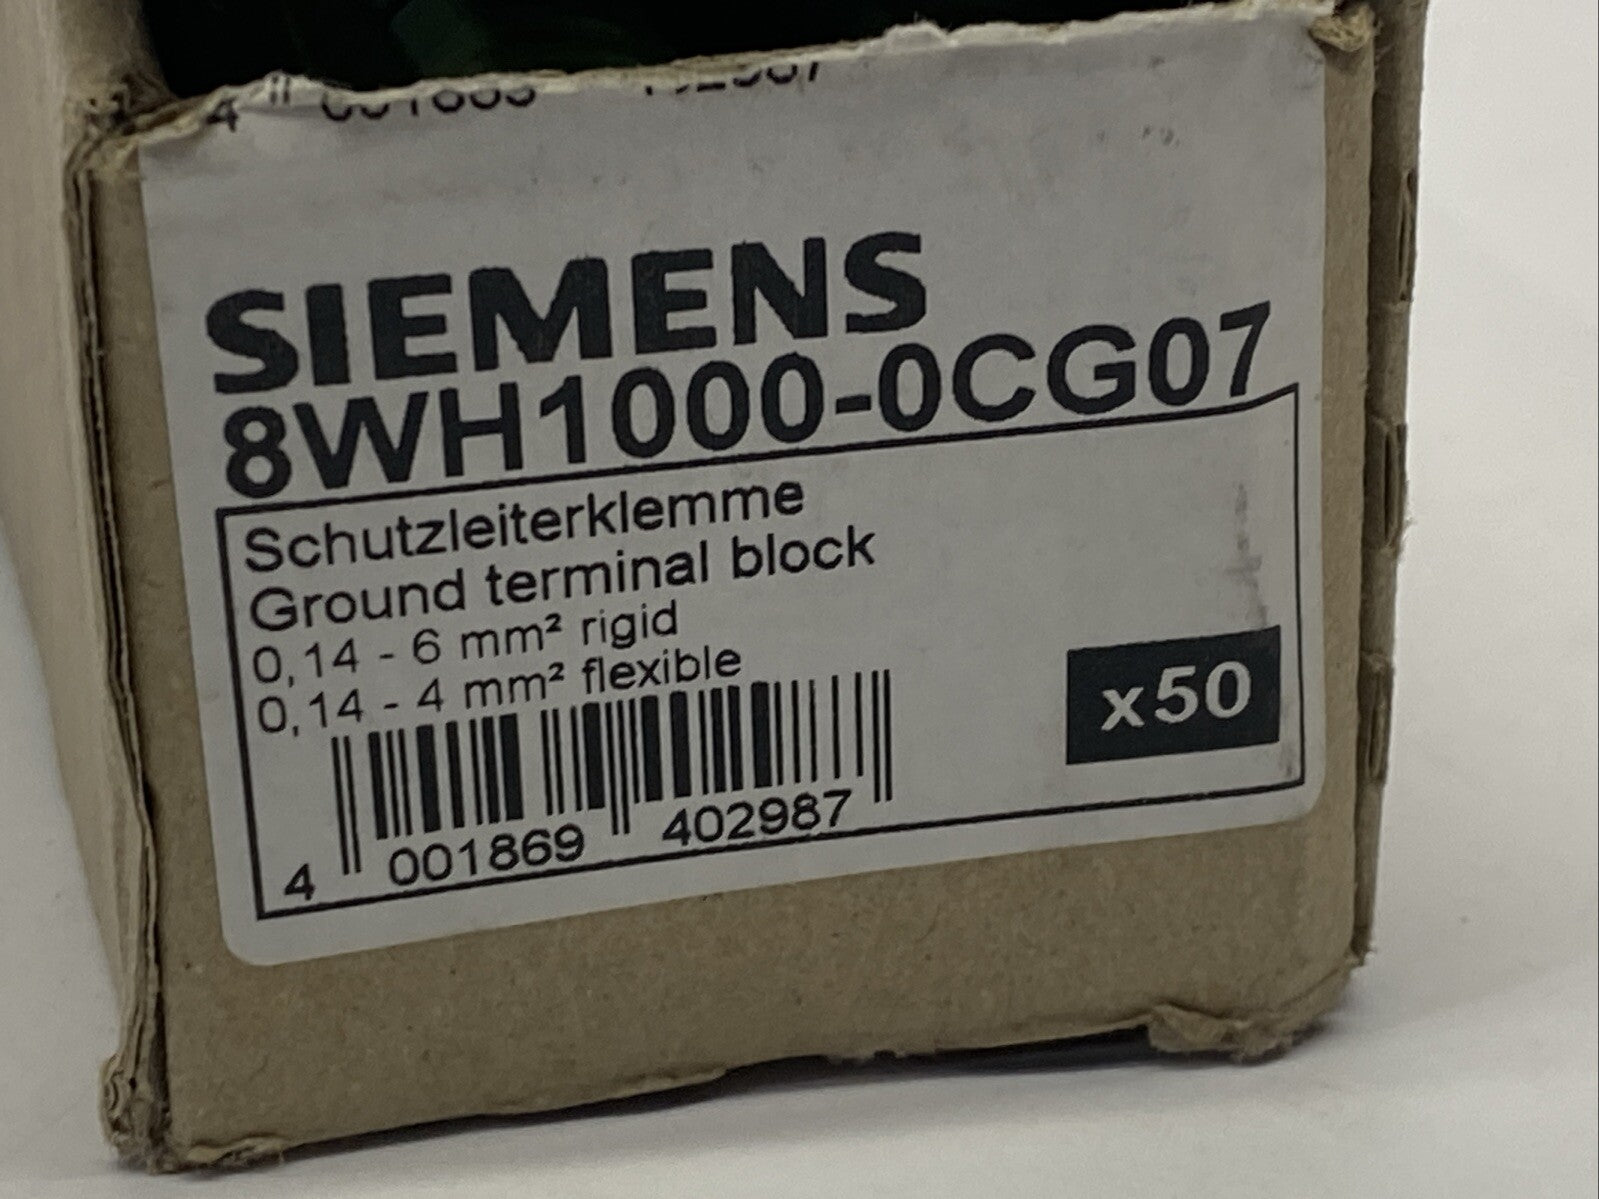 SIEMENS
8WH1000-0CG07
Schutzleiterklemme
Ground terminal block
0,14 - 6 mm² rigid
0,14 - 4 mm² flexible
x50
4 001869 402987